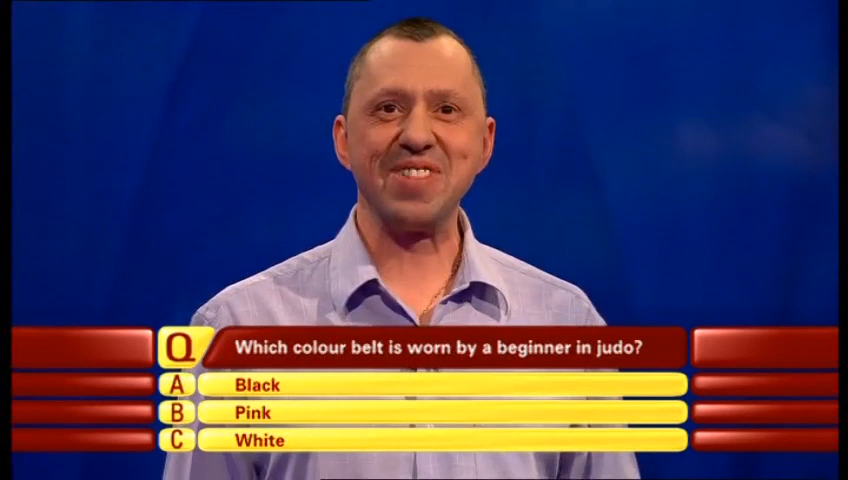 Q Which colour belt is worn by a beginner in judo?
A Black
B Pink
C White